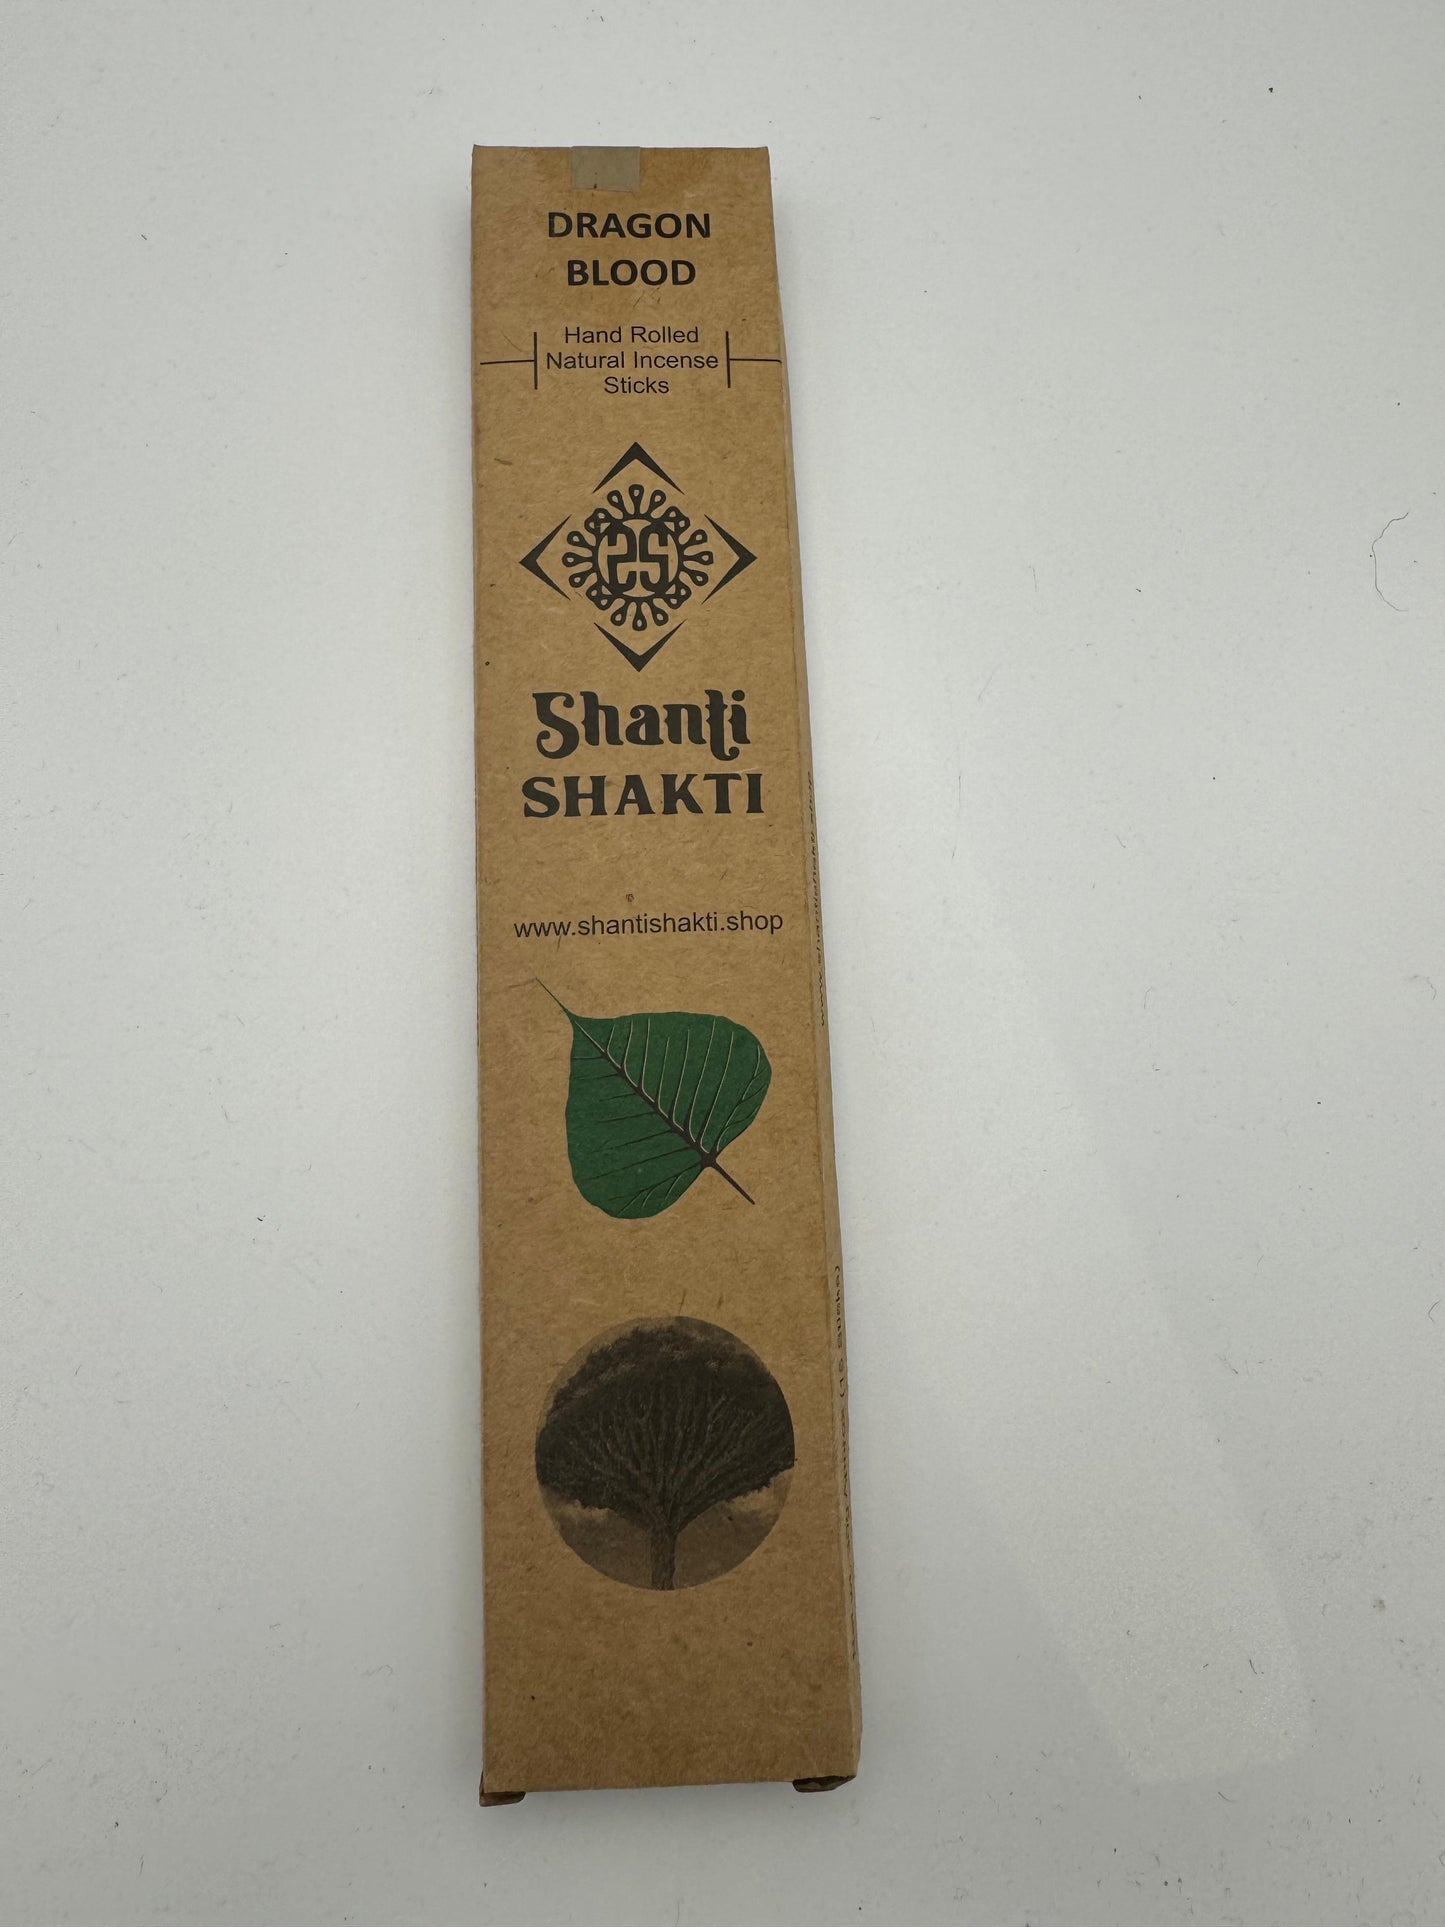 DRAGON
BLOOD
Hand Rolled
Natural Incense
Sticks
Shanti
SHAKTI
www.shantishakti.shop